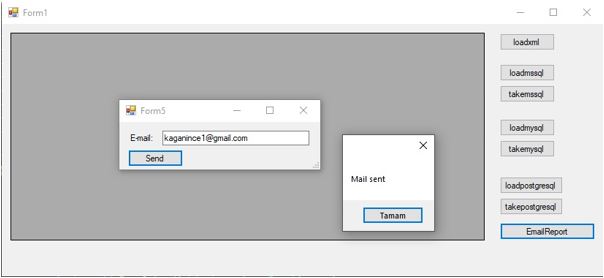 Form1
loadxml
loadmssql
takemssql
Form5
E-mail: kaganince1@gmail.com
Send
Mail sent
Tamam
loadmysql
takemysql
loadpostgresql
takepostgresql
EmailReport